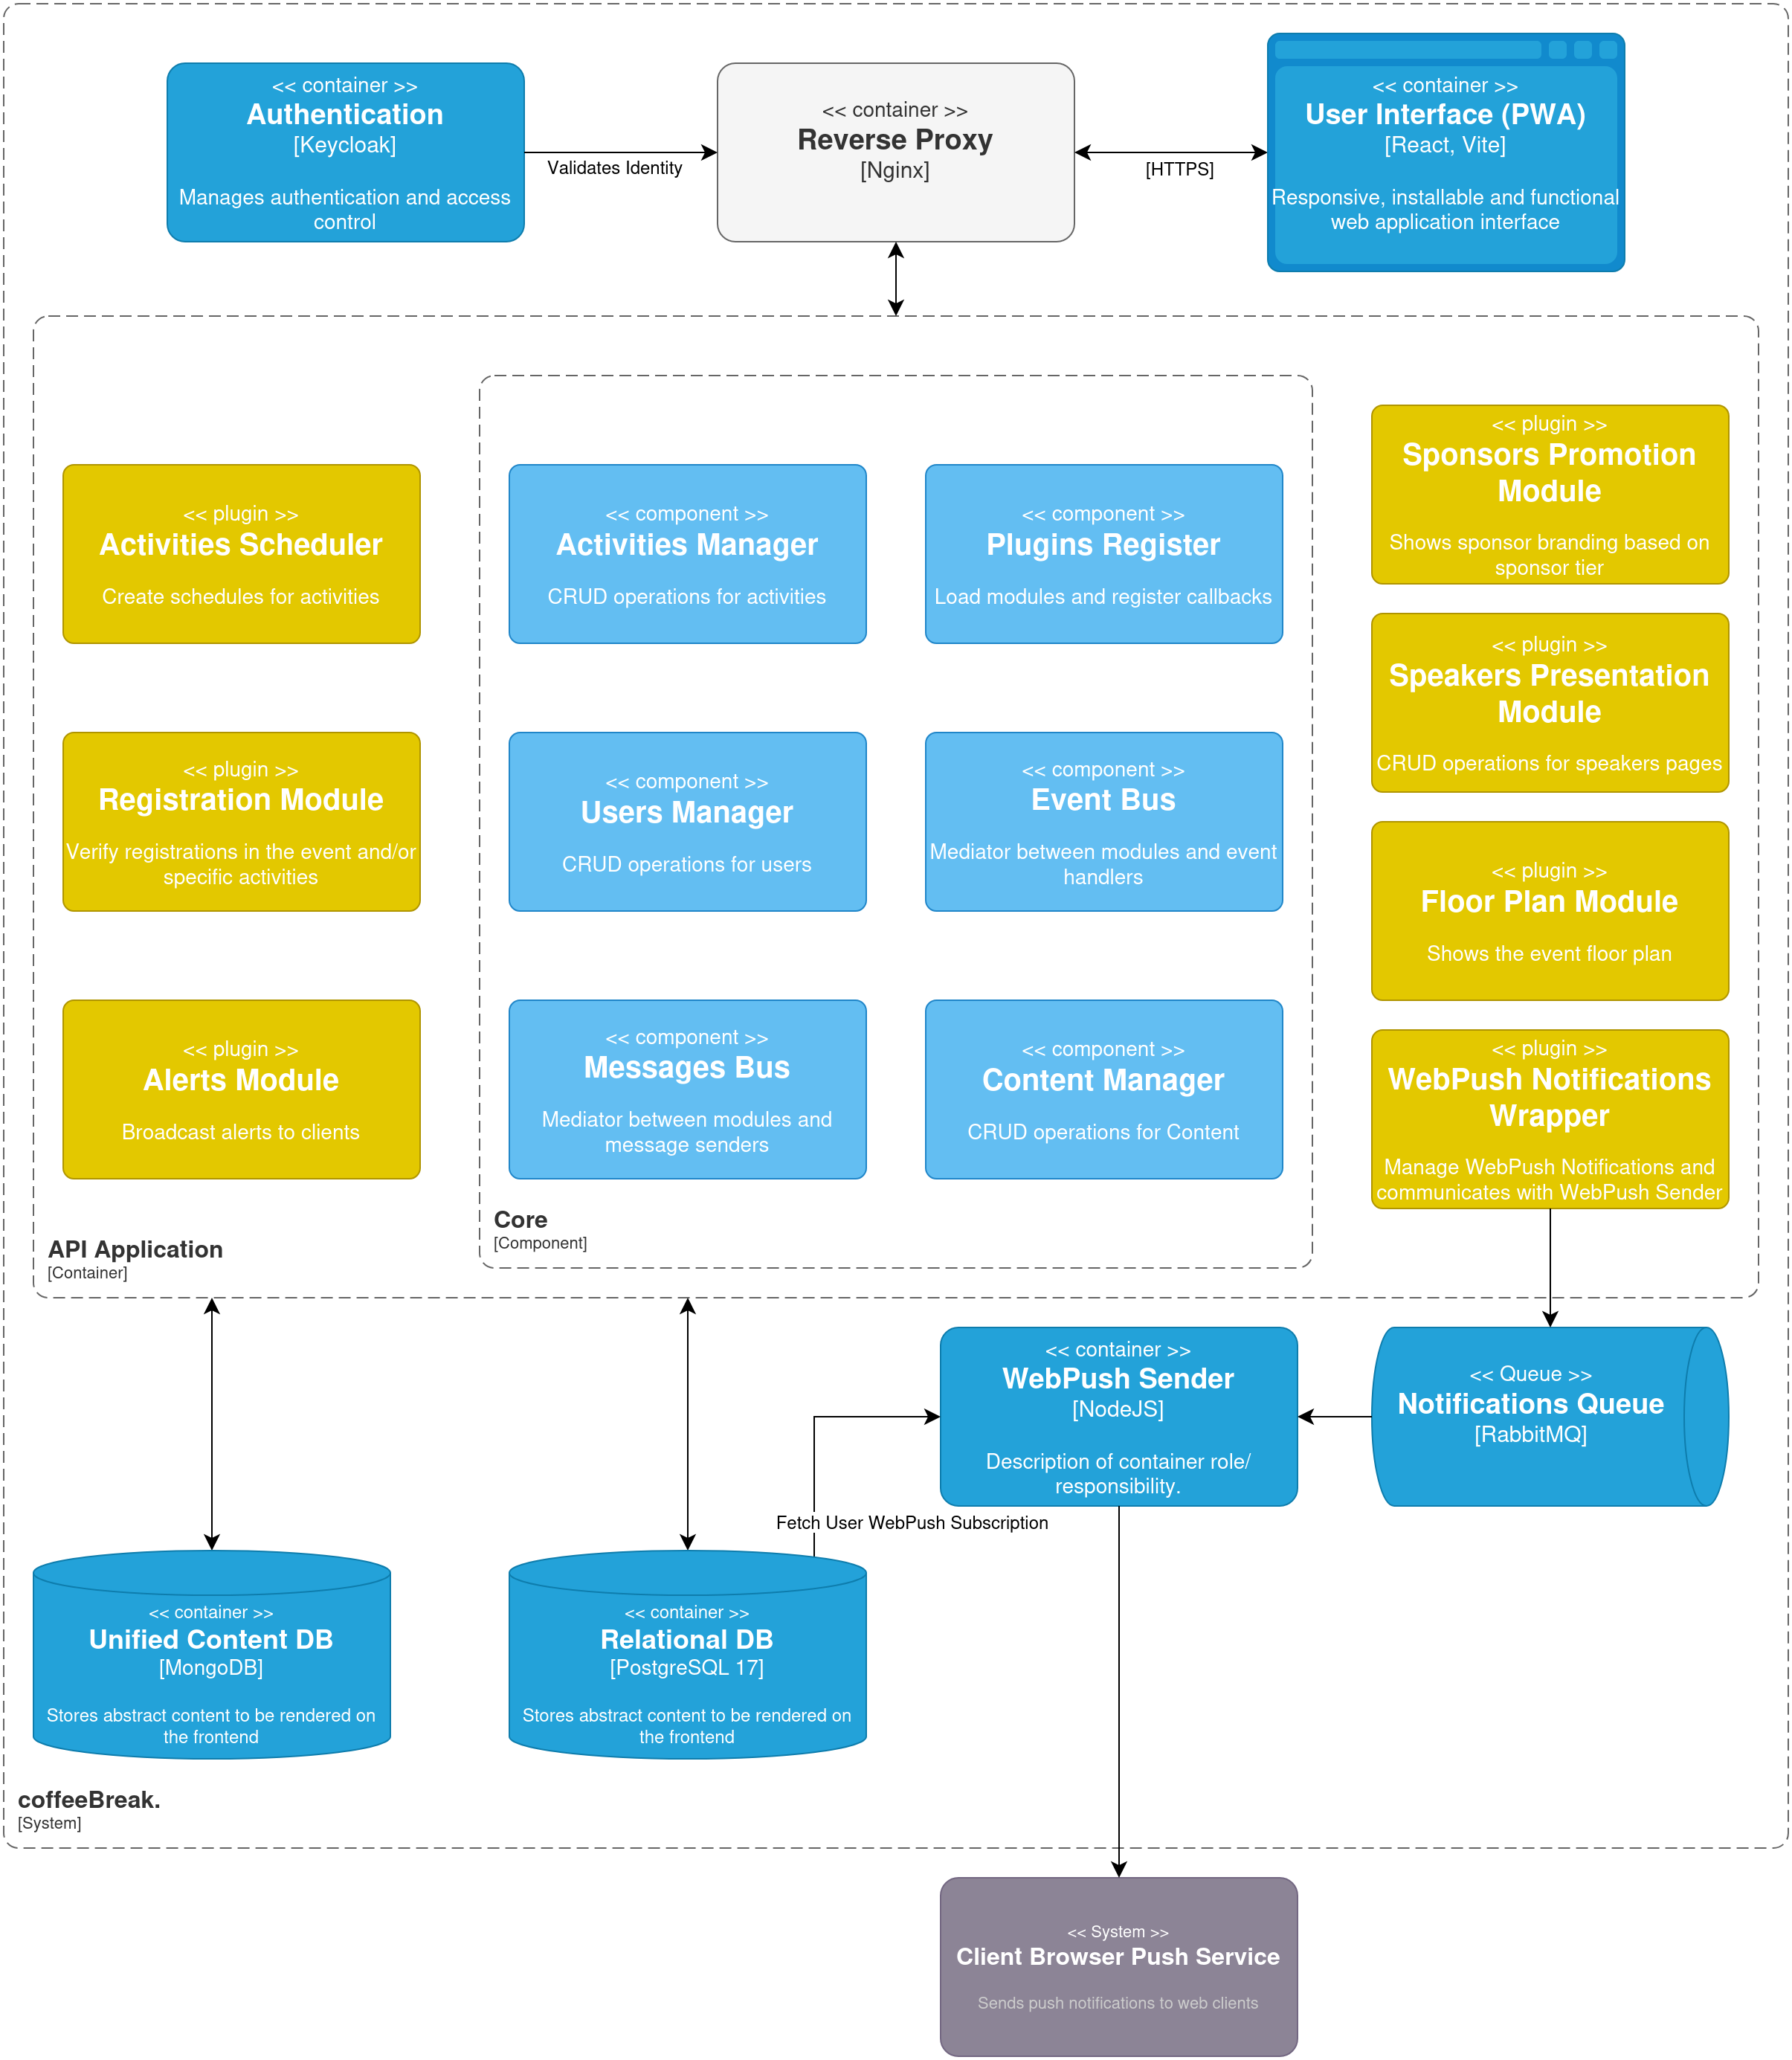 << container >>
Authentication
[Keycloak]
Manages authentication and access
control
Validates Identity
<< container >>
Reverse Proxy
[Nginx]
[HTTPS]
<< container >>
User Interface (PWA)
[React, Vite]
Responsive, installable and functional
web application interface
<< plugin >>
Activities Scheduler
Create schedules for activities
<< plugin >>
Registration Module
Verify registrations in the event and/or
specific activities
<< plugin >>
Alerts Module
Broadcast alerts to clients
<< component >>
Activities Manager
CRUD operations for activities
<< component >>
Plugins Register
Load modules and register callbacks
<< component >>
Users Manager
CRUD operations for users
<< component >>
Event Bus
Mediator between modules and event
handlers
<< component >>
Messages Bus
Mediator between modules and
message senders
<< component >>
Content Manager
CRUD operations for Content
Core
[Component]
<< plugin >>
Sponsors Promotion
Module
Shows sponsor branding based on
sponsor tier
<< plugin >>
Speakers Presentation
Module
CRUD operations for speakers pages
<< plugin >>
Floor Plan Module
Shows the event floor plan
<< plugin >>
WebPush Notifications
Wrapper
Manage WebPush Notifications and
communicates with WebPush Sender
API Application
[Container]
<< container >>
WebPush Sender
[NodeJS]
Description of container role/
responsibility.
<< Queue >>
Notifications Queue
[RabbitMQ]
Fetch User WebPush Subscription
<< container >>
Unified Content DB
[MongoDB]
Stores abstract content to be rendered on
the frontend
<< container >>
Relational DB
[PostgreSQL 17]
Stores abstract content to be rendered on
the frontend
coffeeBreak.
[System]
<< System >>
Client Browser Push Service
Sends push notifications to web clients